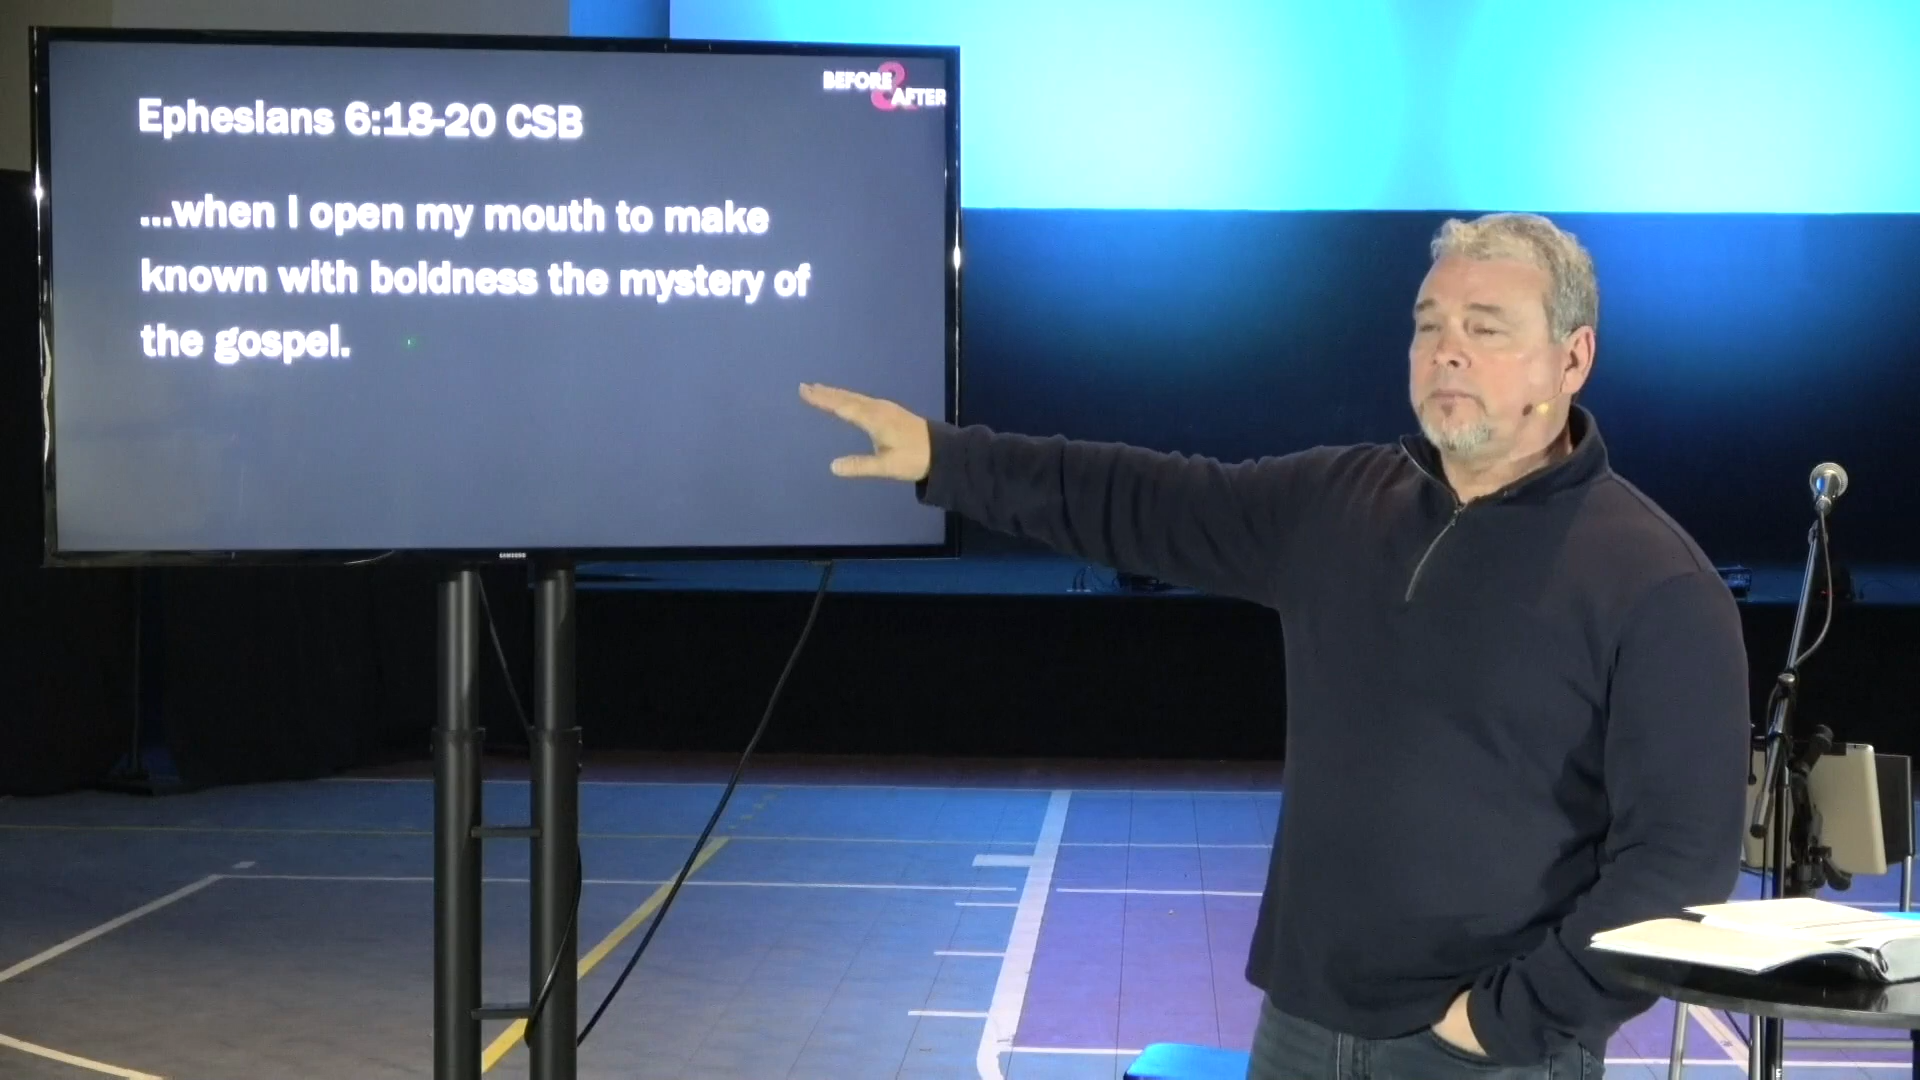 BEFORE
&
AFTER
Ephesians 6:18-20 CSB
...when I open my mouth to make
known with boldness the mystery of
the gospel.
SAMSUNG